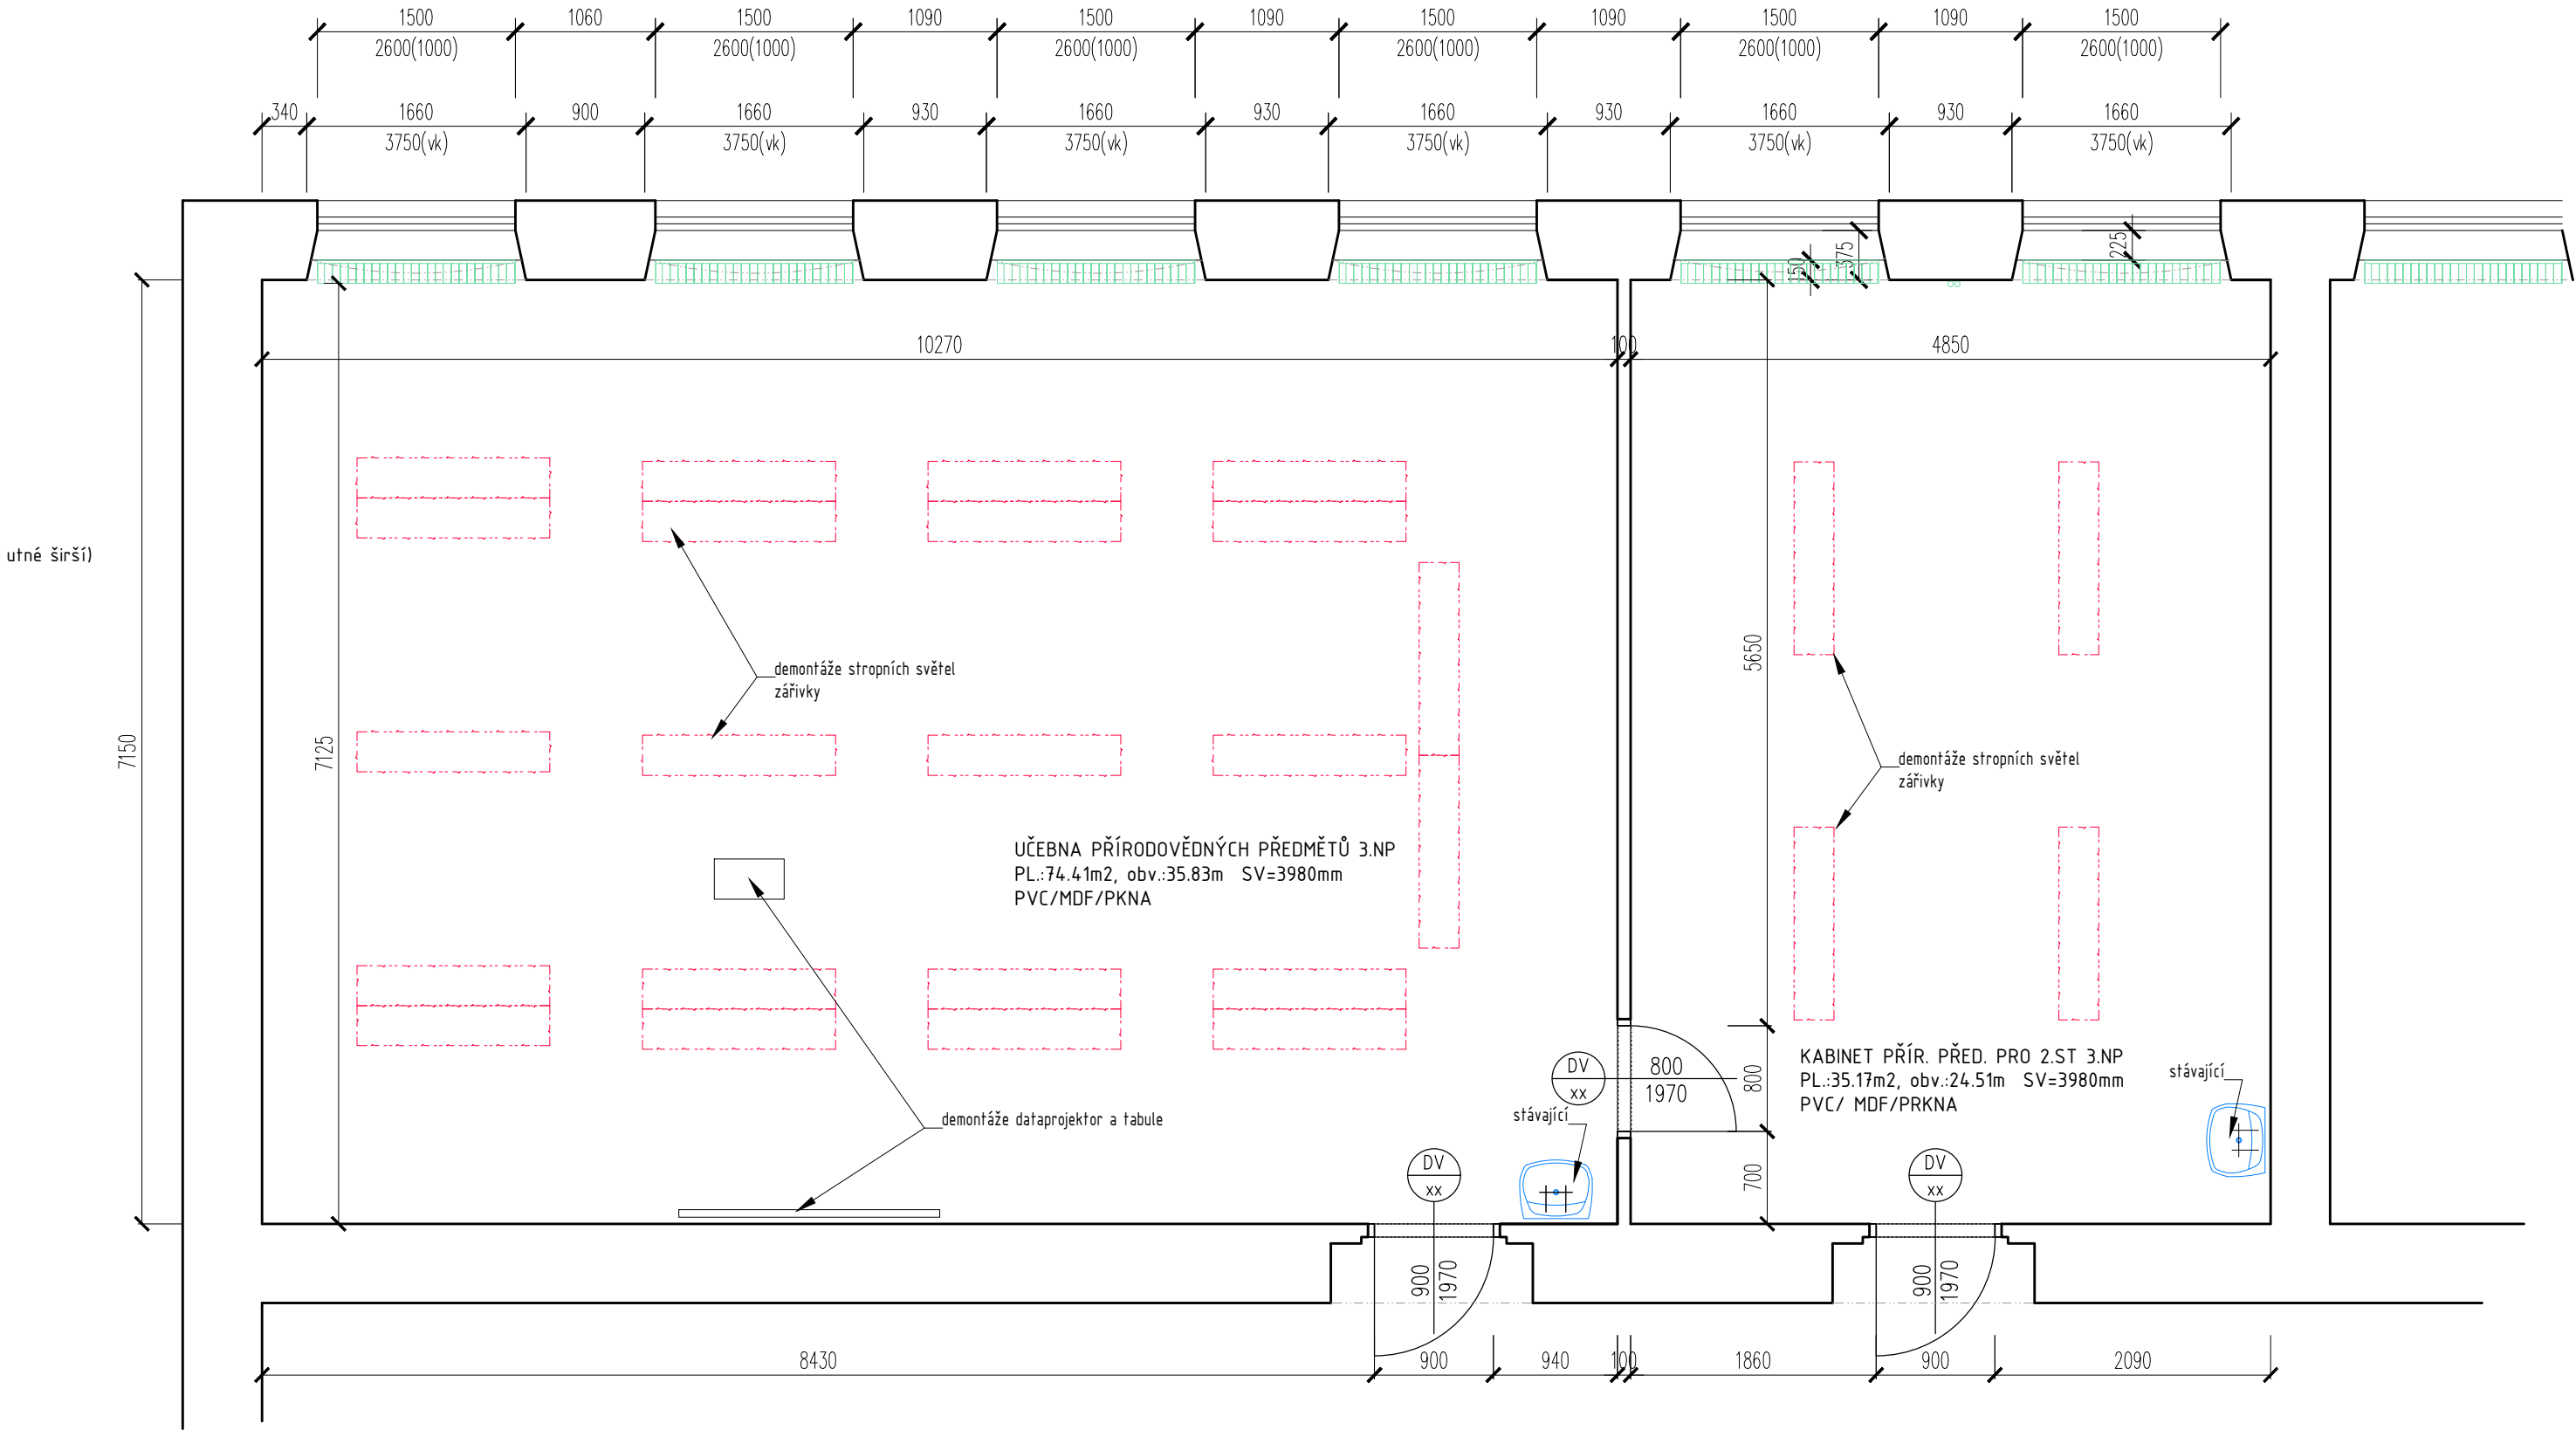 1500 1060 1500 1090 1500 1090 1500 1090 1500 1090 1500
2600(1000) 2600(1000) 2600(1000) 2600(1000) 2600(1000) 2600(1000)
340 1660 900 1660 930 1660 930 1660 930 1660 930 1660
3750(vk) 3750(vk) 3750(vk) 3750(vk) 3750(vk) 3750(vk)
150 375 225
10270 100 4850
utné širší)
7150
7125
5650
demontáže stropních světel
zářivky
demontáže stropních světel
zářivky
UČEBNA PŘÍRODOVĚDNÝCH PŘEDMĚTŮ 3.NP
PL.:74.41m2, obv.:35.83m SV=3980mm
PVC/MDF/PKNA
KABINET PŘÍR. PŘED. PRO 2.ST 3.NP
PL.:35.17m2, obv.:24.51m SV=3980mm
PVC/ MDF/PRKNA
stávající
DV
xx
800
1970
800
stávající
demontáže dataprojektor a tabule
700
DV
xx
DV
xx
900
1970
900
1970
8430 900 940 100 1860 900 2090